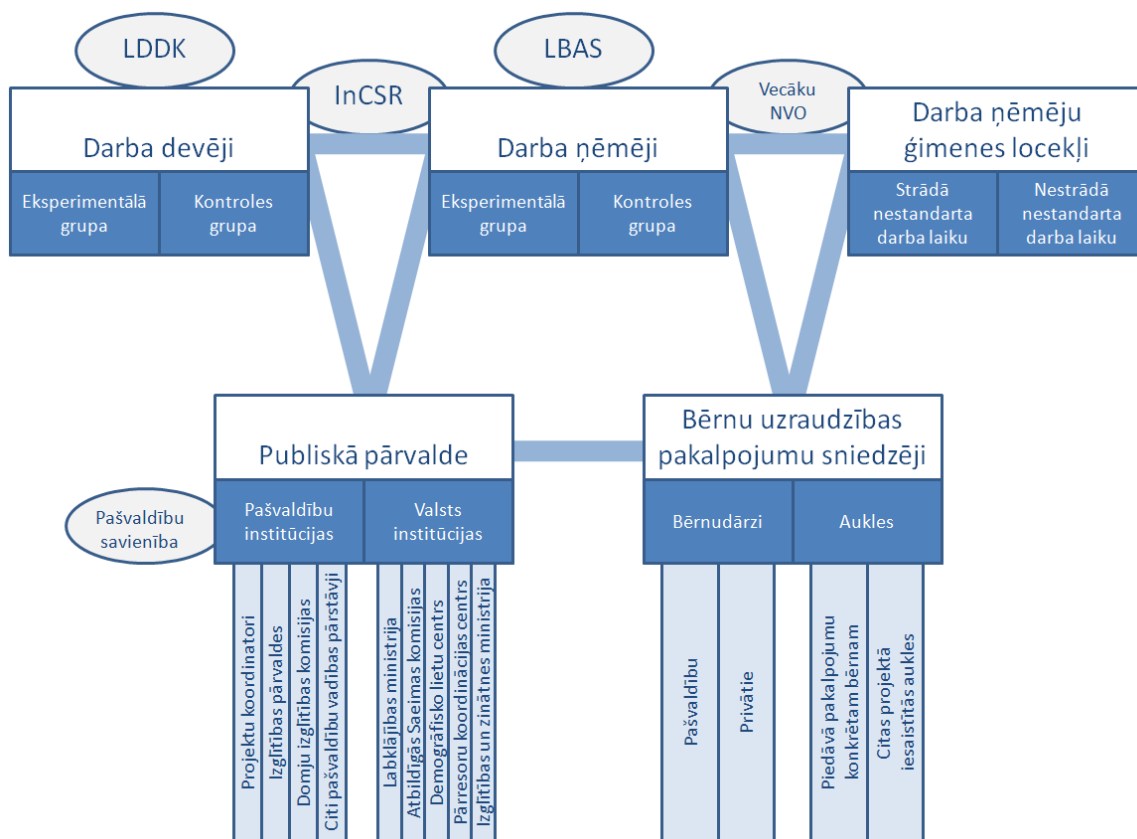 LDDK
LBAS
InCSR
Vecāku
NVO
Darba devēji
Darba ņēmēji
Darba ņēmēju
ģimenes locekļi
Eksperimentālā
grupa
Kontroles
grupa
Eksperimentālā
grupa
Kontroles
grupa
Strādā
nestandarta
darba laiku
Nestrādā
nestandarta
darba laiku
Publiskā pārvalde
Bērnu uzraudzības
pakalpojumu sniedzēji
Pašvaldību
savienība
Pašvaldību
institūcijas
Valsts
institūcijas
Bērnudārzi
Aukles
Projektu koordinatori
Izglītības pārvaldes
Domju izglītības komisijas
Citi pašvaldību vadības pārstāvji
Labklājības ministrija
Atbildīgās Saeimas komisijas
Demogrāfisko lietu centrs
Pārresoru koordinācijas centrs
Izglītības un zinātnes ministrija
Pašvaldību
Privātie
Piedāvā pakalpojumu
konkrētam bērnam
Citas projektā
iesaistītās aukles